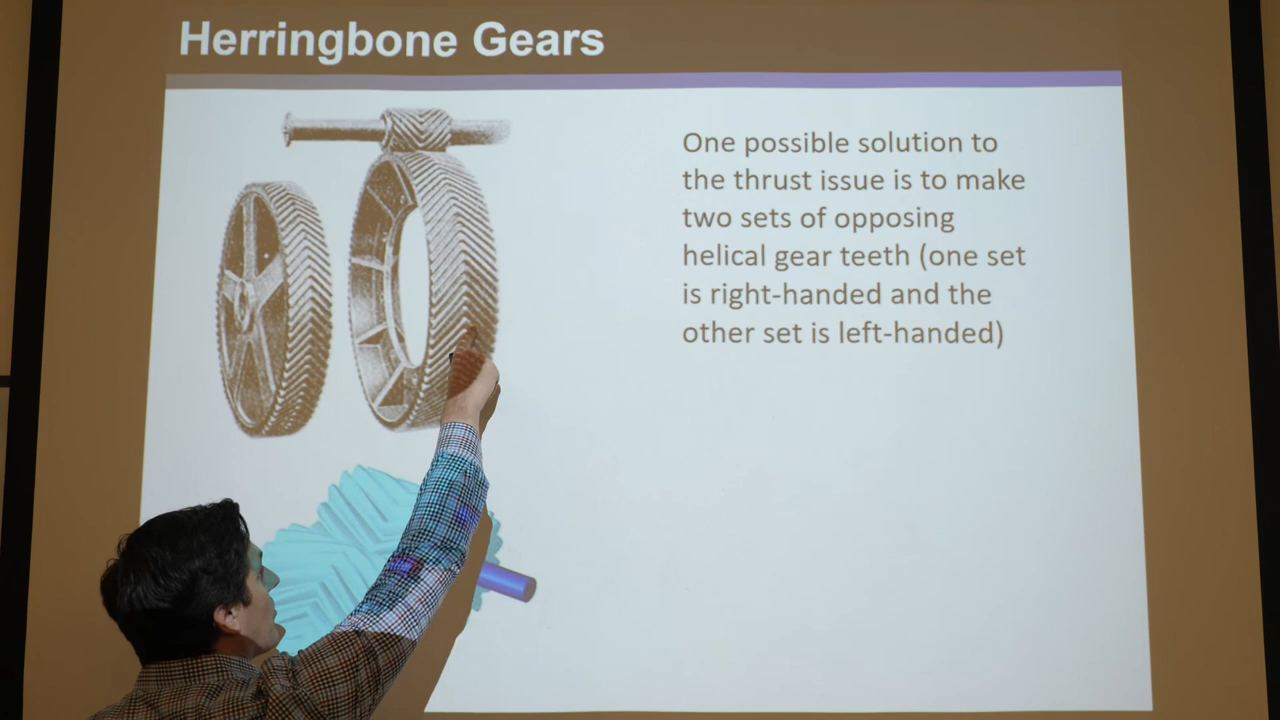 Herringbone Gears
One possible solution to
the thrust issue is to make
two sets of opposing
helical gear teeth (one set
is right-handed and the
other set is left-handed)